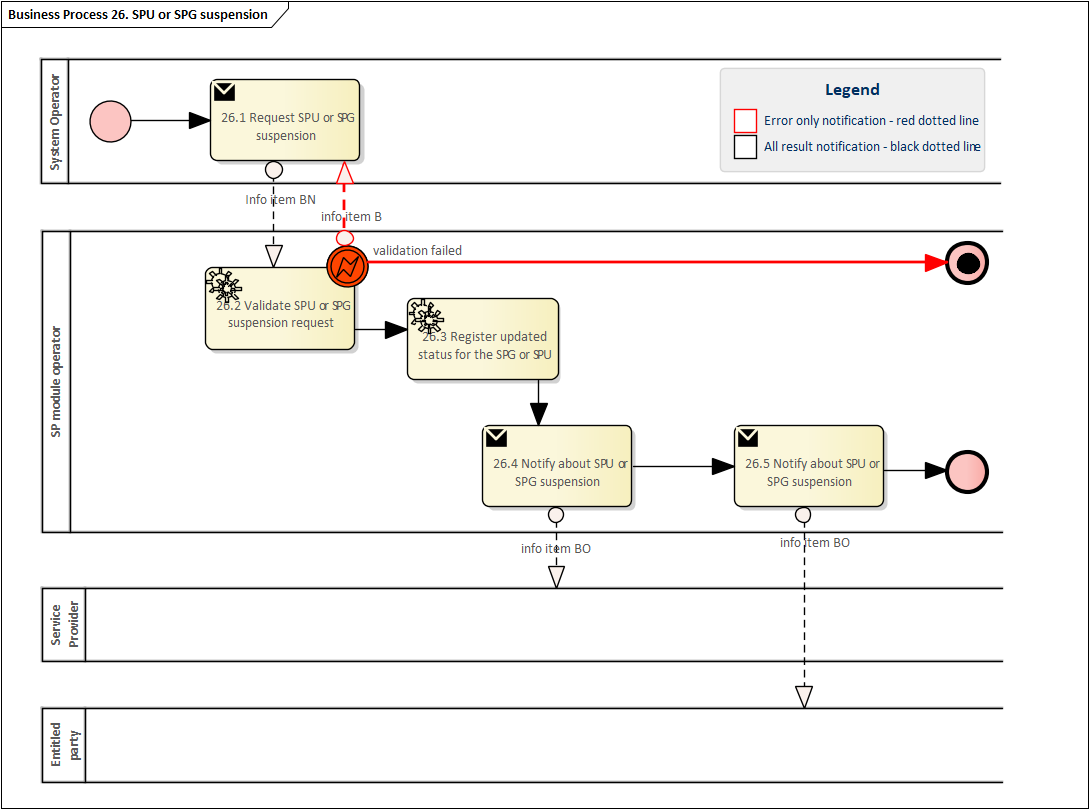 Business Process 26. SPU or SPG suspension
System Operator
26.1 Request SPU or SPG
suspension
Legend
Error only notification - red dotted line
All result notification - black dotted line
Info item BN
info item B
SP module operator
validation failed
26.2 Validate SPU or SPG
suspension request
26.3 Register updated
status for the SPG or SPU
26.4 Notify about SPU or
SPG suspension
26.5 Notify about SPU or
SPG suspension
info item BO
info item BO
Service
Provider
Entitled
party